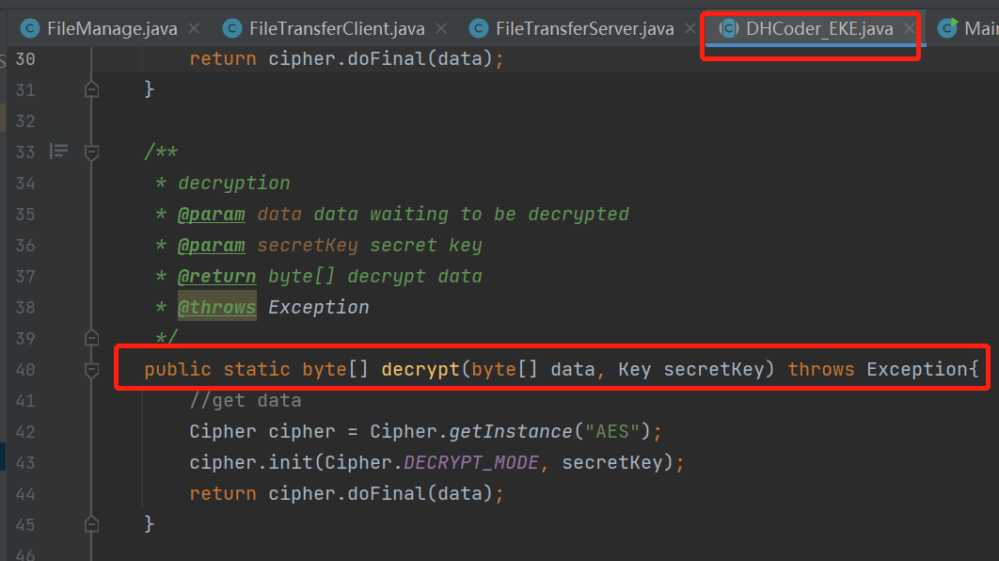 FileManage.java FileTransferClient.java FileTransferServer.java DHCoder_EKE.java Mai
30 return cipher.doFinal(data);
31 }
32
33 /**
34 * decryption
35 * @param data data waiting to be decrypted
36 * @param secretKey secret key
37 * @return byte[] decrypt data
38 * @throws Exception
39 */
40 public static byte[] decrypt(byte[] data, Key secretKey) throws Exception{
41 //get data
42 Cipher cipher = Cipher.getInstance("AES");
43 cipher.init(Cipher.DECRYPT_MODE, secretKey);
44 return cipher.doFinal(data);
45 }
46